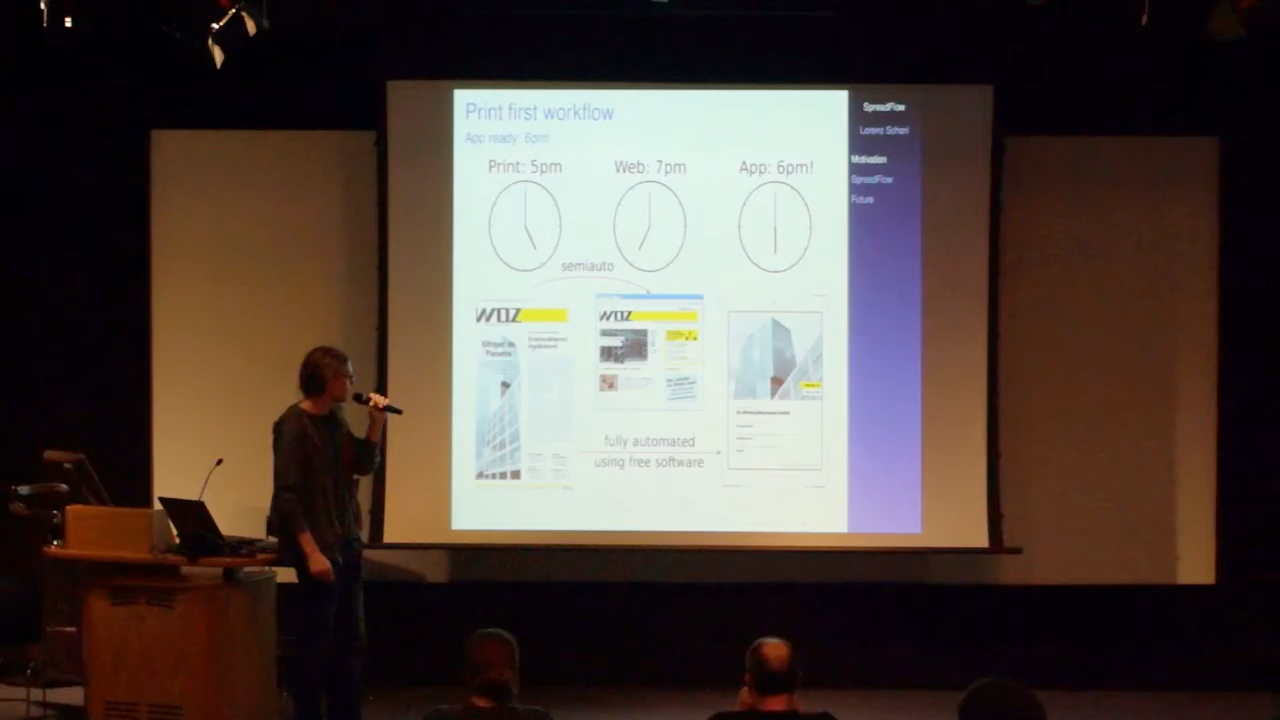 Print first workflow
App ready: 6pm!
Print: 5pm
Web: 7pm
App: 6pm!
semiauto
WOZ
WOZ
fully automated
using free software
SpreadFlow
Lorenz Schori
Motivation
SpreadFlow
Future